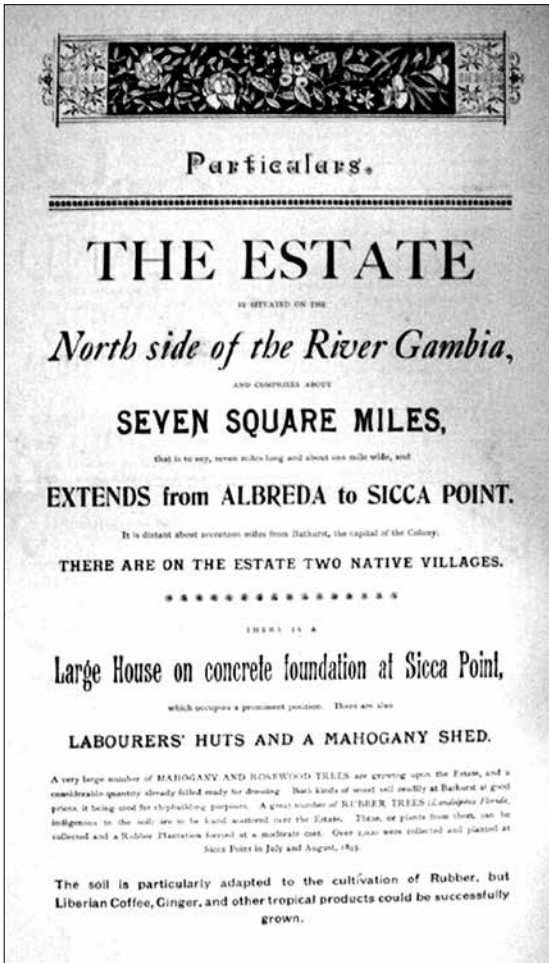 Particulars.
THE ESTATE
IS SITUATED ON THE
North side of the River Gambia,
AND COMPRISES ABOUT
SEVEN SQUARE MILES,
that is to say, seven miles long and about one mile wide, and
EXTENDS from ALBREDA to SICCA POINT.
It is distant about seventeen miles from Bathurst, the capital of the Colony.
THERE ARE ON THE ESTATE TWO NATIVE VILLAGES.
THERE IS A
Large House on concrete foundation at Sicca Point,
which occupies a prominent position. There are also
LABOURERS' HUTS AND A MAHOGANY SHED.
A very large number of MAHOGANY AND ROSEWOOD TREES are growing upon the Estate, and a
considerable quantity already felled ready for dressing. Both kinds of wood sell readily at Bathurst at good
prices, it being used for shipbuilding purposes. A great number of RUBBER TREES (Landolphia Florida,
indigenous to the soil) are to be found scattered over the Estate. These, or plants from them, can be
collected and a Rubber Plantation formed at a moderate cost. Over were collected and planted at
Sicca Point in July and August,
The soil is particularly adapted to the cultivation of Rubber, but
Liberian Coffee, Ginger, and other tropical products could be successfully
grown.